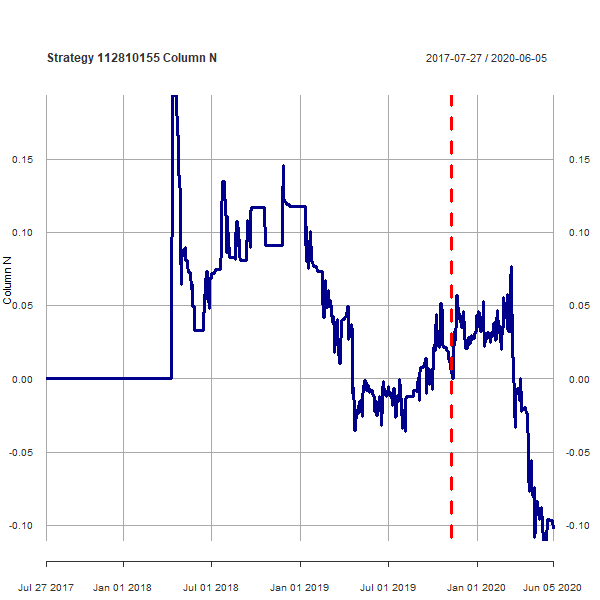 Strategy 112810155 Column N
2017-07-27 / 2020-06-05
Column N
0.15
0.10
0.05
0.00
-0.05
-0.10
0.15
0.10
0.05
0.00
-0.05
-0.10
Jul 27 2017
Jan 01 2018
Jul 01 2018
Jan 01 2019
Jul 01 2019
Jan 01 2020
Jun 05 2020